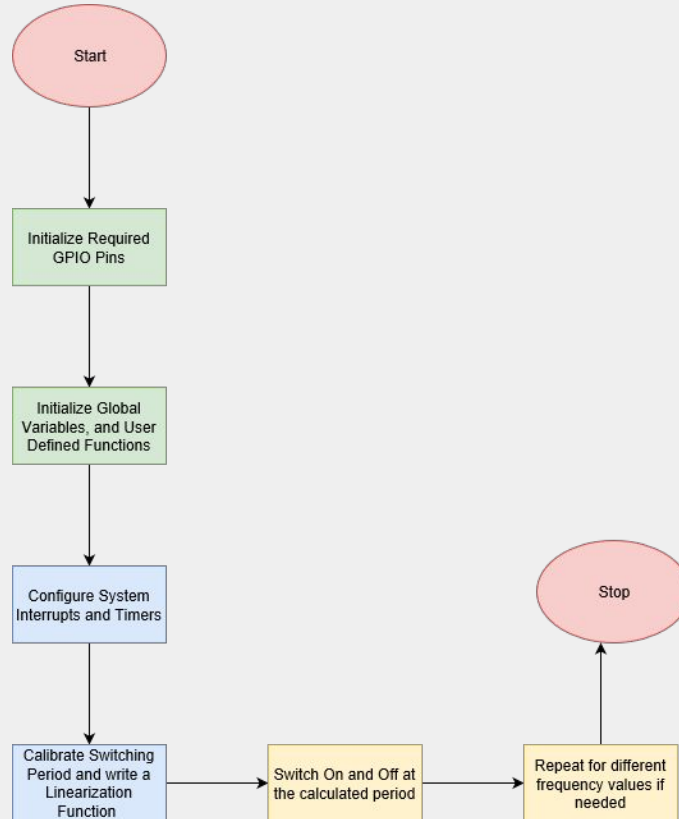 Start
Initialize Required
GPIO Pins
Initialize Global
Variables, and User
Defined Functions
Configure System
Interrupts and Timers
Stop
Calibrate Switching
Period and write a
Linearization
Function
Switch On and Off at
the calculated period
Repeat for different
frequency values if
needed